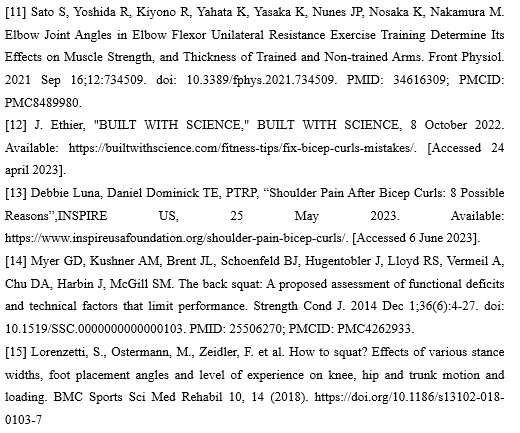 [11] Sato S, Yoshida R, Kiyono R, Yahata K, Yasaka K, Nunes JP, Nosaka K, Nakamura M.
Elbow Joint Angles in Elbow Flexor Unilateral Resistance Exercise Training Determine Its
Effects on Muscle Strength, and Thickness of Trained and Non-trained Arms. Front Physiol.
2021 Sep 16;12:734509. doi: 10.3389/fphys.2021.734509. PMID: 34616309; PMCID:
PMC8489980.
[12] J. Ethier, "BUILT WITH SCIENCE," BUILT WITH SCIENCE, 8 October 2022.
Available: https://builtwithscience.com/fitness-tips/fix-bicep-curls-mistakes/. [Accessed 24
april 2023].
[13] Debbie Luna, Daniel Dominick TE, PTRP, “Shoulder Pain After Bicep Curls: 8 Possible
Reasons”,INSPIRE US, 25 May 2023. Available:
https://www.inspireusafoundation.org/shoulder-pain-bicep-curls/. [Accessed 6 June 2023].
[14] Myer GD, Kushner AM, Brent JL, Schoenfeld BJ, Hugentobler J, Lloyd RS, Vermeil A,
Chu DA, Harbin J, McGill SM. The back squat: A proposed assessment of functional deficits
and technical factors that limit performance. Strength Cond J. 2014 Dec 1;36(6):4-27. doi:
10.1519/SSC.0000000000000103. PMID: 25506270; PMCID: PMC4262933.
[15] Lorenzetti, S., Ostermann, M., Zeidler, F. et al. How to squat? Effects of various stance
widths, foot placement angles and level of experience on knee, hip and trunk motion and
loading. BMC Sports Sci Med Rehabil 10, 14 (2018). https://doi.org/10.1186/s13102-018-
0103-7